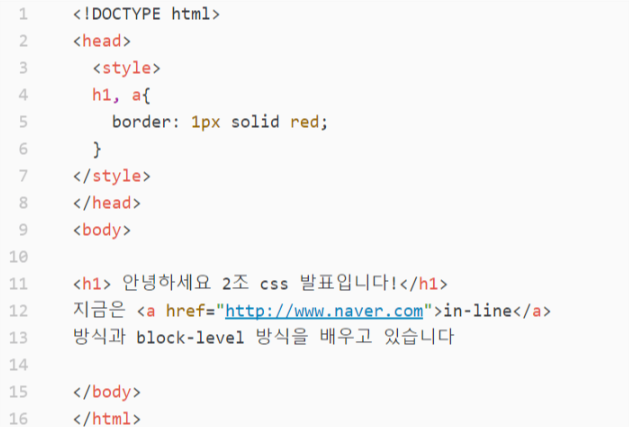 1 <!DOCTYPE html>
2 <head>
3 <style>
4 h1, a{
5 border: 1px solid red;
6 }
7 </style>
8 </head>
9 <body>
10
11 <h1> 안녕하세요 2조 css 발표입니다!</h1>
12 지금은 <a href="http://www.naver.com">in-line</a>
13 방식과 block-level 방식을 배우고 있습니다
14
15 </body>
16 </html>